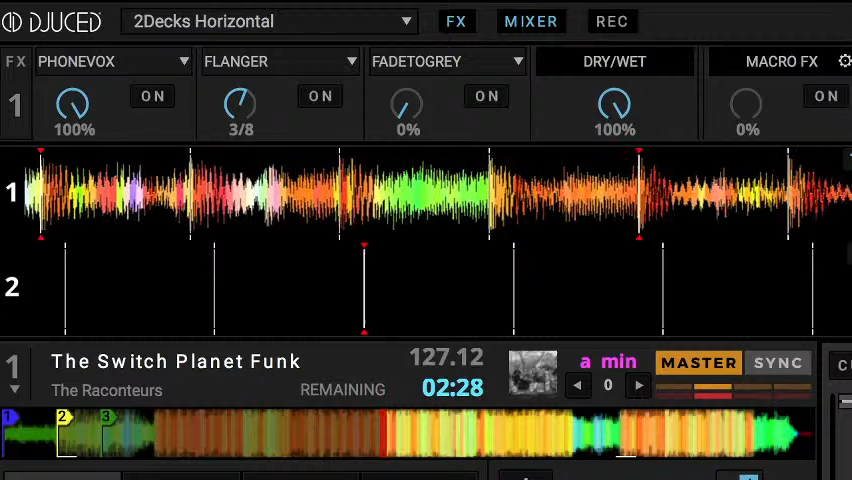 DJUCED 2Decks Horizontal FX MIXER REC
FX PHONEVOX FLANGER FADETOGREY DRY/WET MACRO FX
1 ON ON ON ON
100% 3/8 0% 100% 0%
1
2
1 The Switch Planet Funk 127.12 a min MASTER SYNC
The Raconteurs REMAINING 02:28 0
1 2 3